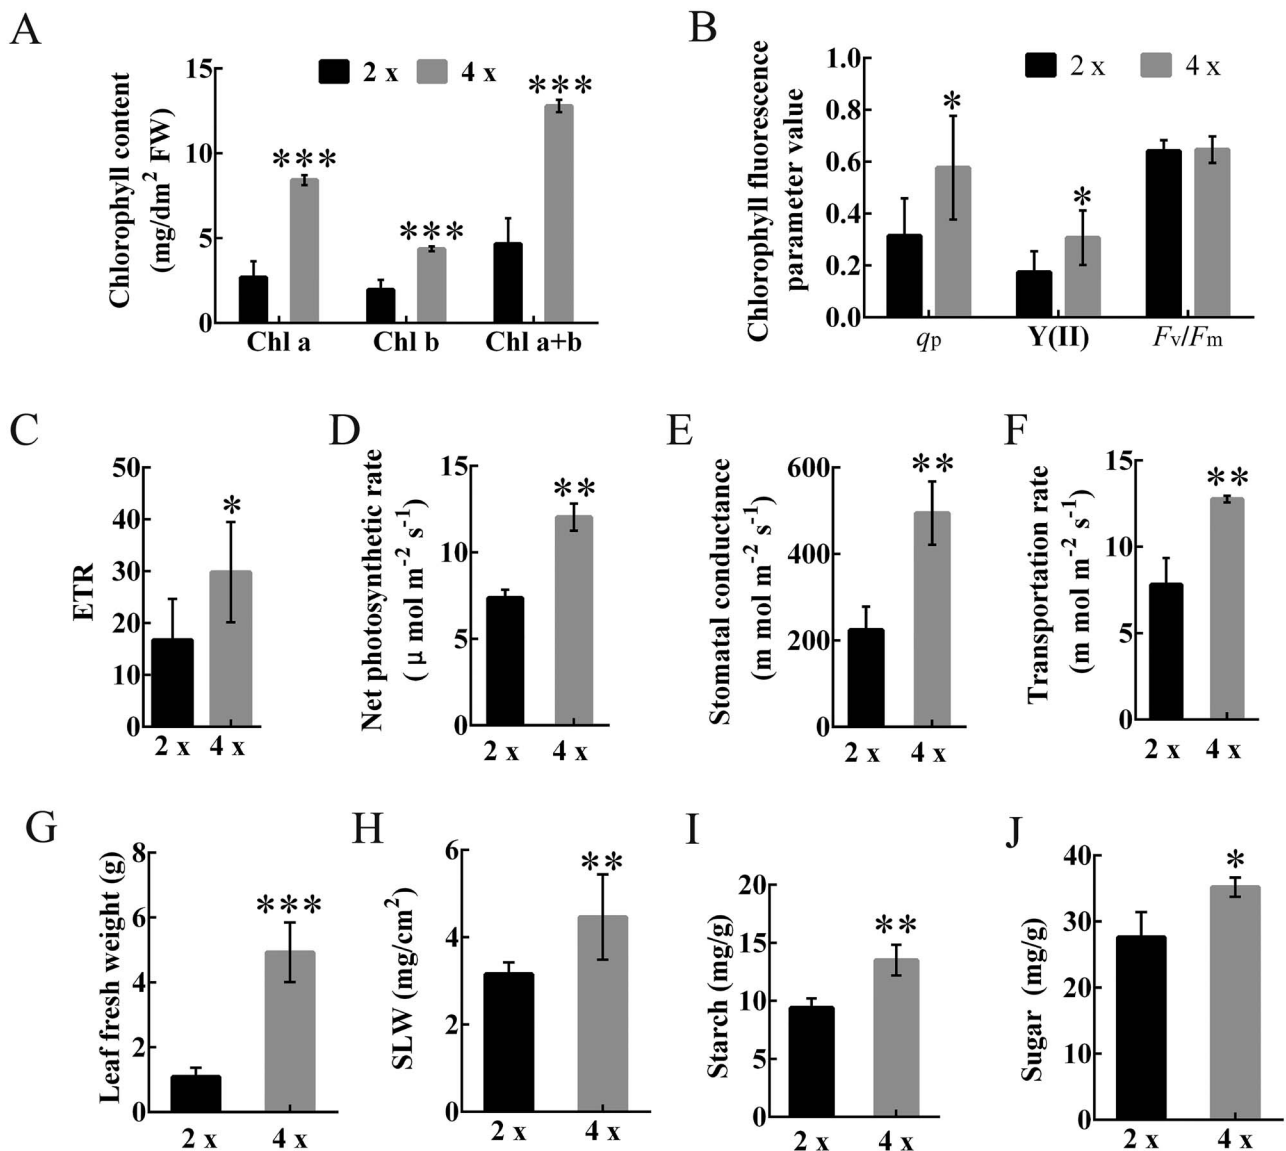 A
Chlorophyll content
(mg/dm² FW)
2 x
4 x
15
10
5
0
***
***
***
Chl a
Chl b
Chl a+b
B
Chlorophyll fluorescence
parameter value
2 x
4 x
1.0
0.8
0.6
0.4
0.2
0.0
*
*
qp
Y(II)
Fv/Fm
C
ETR
50
40
30
20
10
0
*
2 x
4 x
D
Net photosynthetic rate
( μ mol m⁻² s⁻¹)
15
10
5
0
**
2 x
4 x
E
Stomatal conductance
(m mol m⁻² s⁻¹)
600
400
200
0
**
2 x
4 x
F
Transportation rate
(m mol m⁻² s⁻¹)
15
10
5
0
**
2 x
4 x
G
Leaf fresh weight (g)
8
6
4
2
0
***
2 x
4 x
H
SLW (mg/cm²)
6
4
2
0
**
2 x
4 x
I
Starch (mg/g)
20
15
10
5
0
**
2 x
4 x
J
Sugar (mg/g)
40
30
20
10
0
*
2 x
4 x